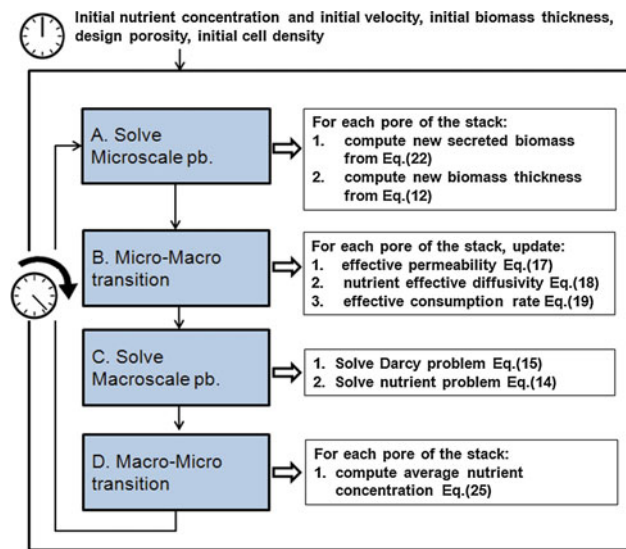 Initial nutrient concentration and initial velocity, initial biomass thickness,
design porosity, initial cell density
A. Solve
Microscale pb.
For each pore of the stack:
1. compute new secreted biomass
from Eq.(22)
2. compute new biomass thickness
from Eq.(12)
B. Micro-Macro
transition
For each pore of the stack, update:
1. effective permeability Eq.(17)
2. nutrient effective diffusivity Eq.(18)
3. effective consumption rate Eq.(19)
C. Solve
Macroscale pb.
1. Solve Darcy problem Eq.(15)
2. Solve nutrient problem Eq.(14)
D. Macro-Micro
transition
For each pore of the stack:
1. compute average nutrient
concentration Eq.(25)